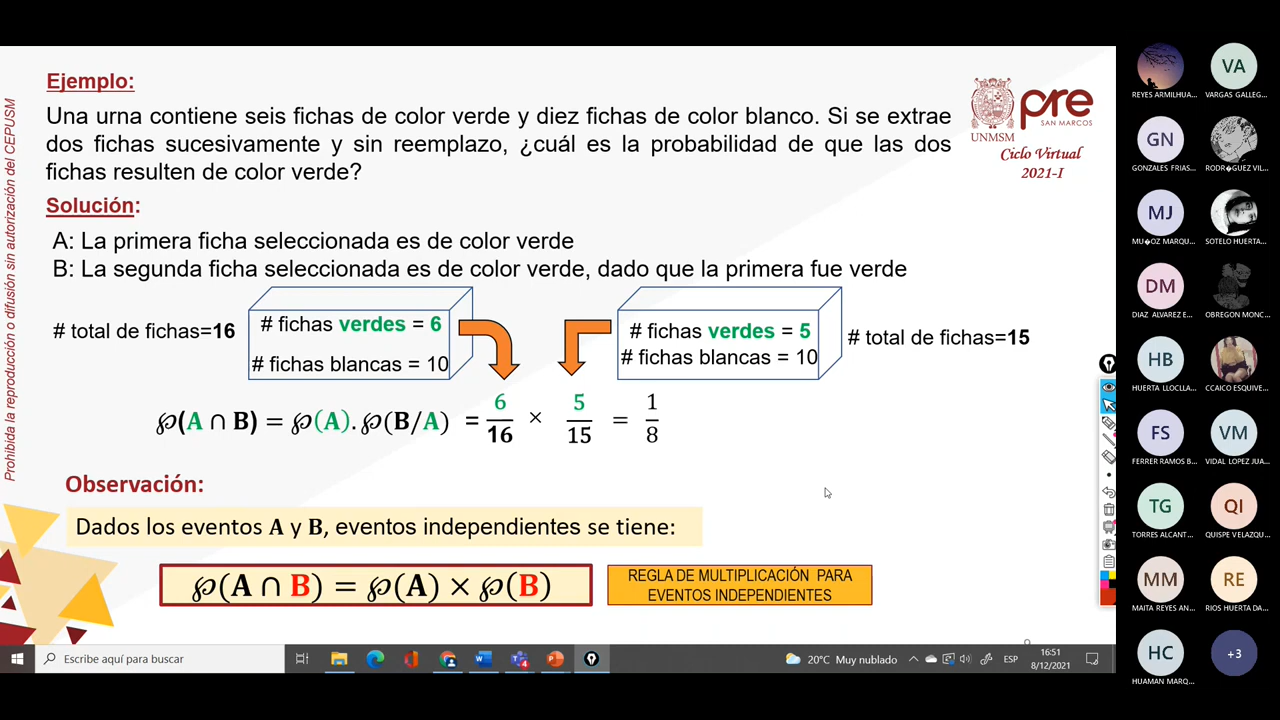 Ejemplo:
Una urna contiene seis fichas de color verde y diez fichas de color blanco. Si se extrae
dos fichas sucesivamente y sin reemplazo, ¿cuál es la probabilidad de que las dos
fichas resulten de color verde?
Solución:
A: La primera ficha seleccionada es de color verde
B: La segunda ficha seleccionada es de color verde, dado que la primera fue verde
# total de fichas=16
# fichas verdes = 6
# fichas blancas = 10
# fichas verdes = 5
# fichas blancas = 10
# total de fichas=15
℘(A ∩ B) = ℘(A).℘(B/A) = 6/16 × 5/15 = 1/8
Observación:
Dados los eventos A y B, eventos independientes se tiene:
℘(A ∩ B) = ℘(A) × ℘(B)
REGLA DE MULTIPLICACIÓN PARA
EVENTOS INDEPENDIENTES
Prohibida la reproducción o difusión sin autorización del CEPUSM
UNMSM
pre
SAN MARCOS
Ciclo Virtual
2021-I
Escribe aquí para buscar
20°C Muy nublado
ESP
16:51
8/12/2021
REYES ARMILHUA...
VA
VARGAS GALLEG...
GN
GONZALES FRIAS...
RODR�GUEZ VIL...
MJ
MU�OZ MARQU...
SOTELO HUERTA...
DM
DIAZ ALVAREZ E...
OBREGON MONC...
HB
HUERTA LLOCLLA...
CCAICO ESQUIVE...
FS
FERRER RAMOS B...
VM
VIDAL LOPEZ JUA...
TG
TORRES ALCANT...
QI
QUISPE VELAZQU...
MM
MAITA REYES AN...
RE
RIOS HUERTA DA...
HC
HUAMAN MARQ...
+3